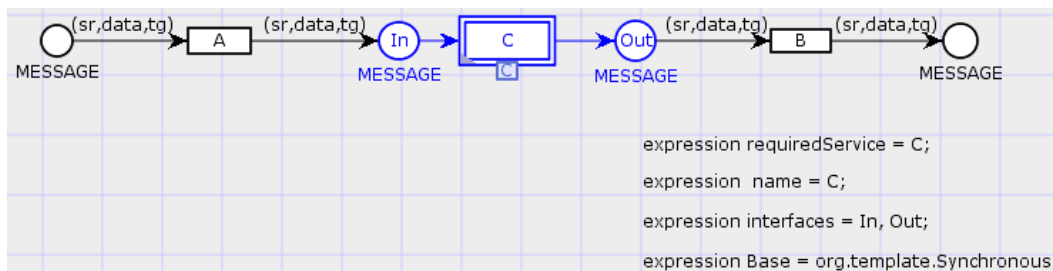 (sr,data,tg) (sr,data,tg) (sr,data,tg) (sr,data,tg)
A In C Out B
MESSAGE MESSAGE C MESSAGE MESSAGE
expression requiredService = C;
expression name = C;
expression interfaces = In, Out;
expression Base = org.template.Synchronous